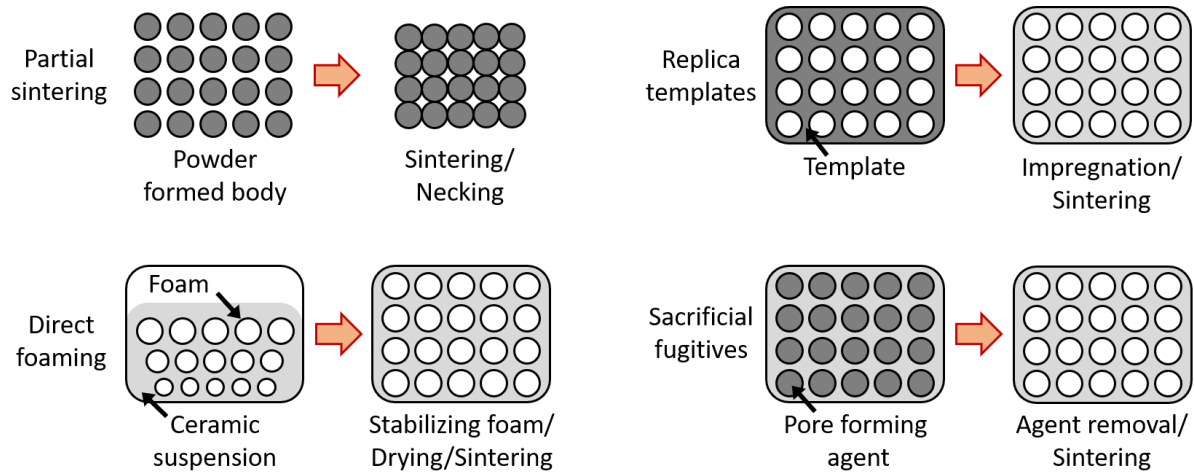 Partial
sintering
Powder
formed body
Sintering/
Necking
Replica
templates
Template
Impregnation/
Sintering
Direct
foaming
Foam
Ceramic
suspension
Stabilizing foam/
Drying/Sintering
Sacrificial
fugitives
Pore forming
agent
Agent removal/
Sintering